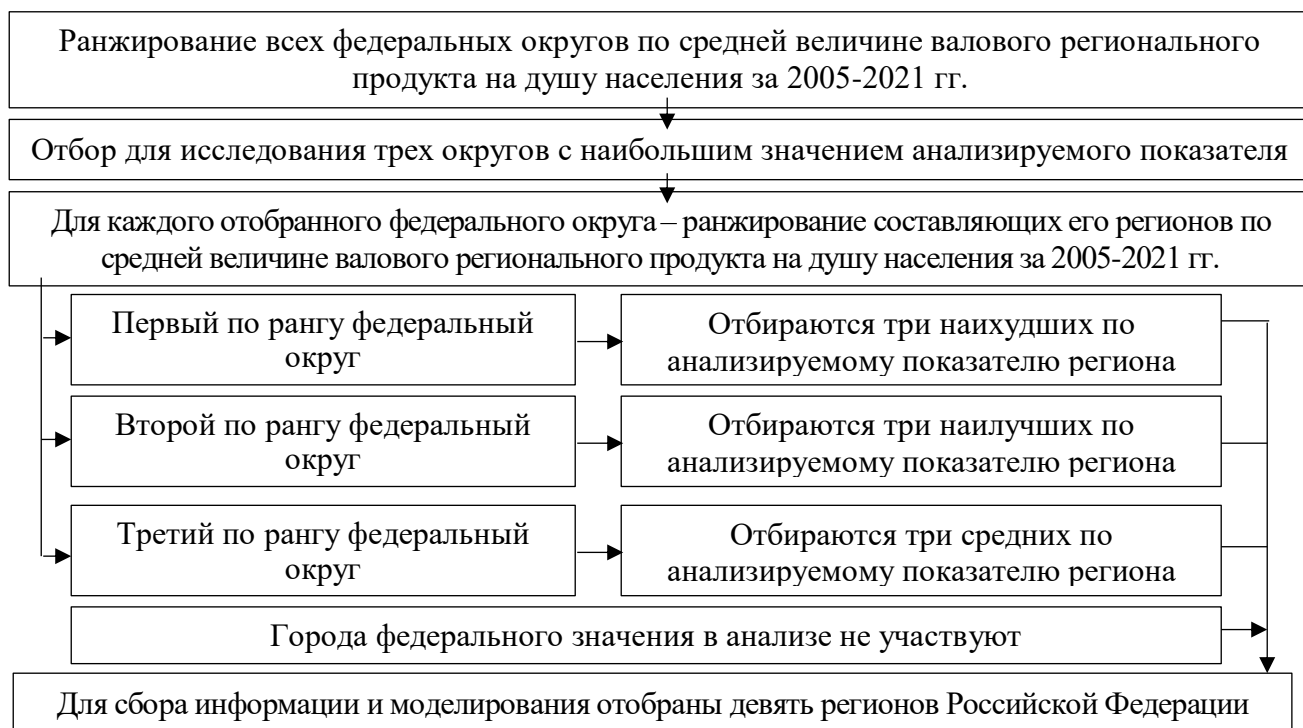 Ранжирование всех федеральных округов по средней величине валового регионального
продукта на душу населения за 2005-2021 гг.
Отбор для исследования трех округов с наибольшим значением анализируемого показателя
Для каждого отобранного федерального округа – ранжирование составляющих его регионов по
средней величине валового регионального продукта на душу населения за 2005-2021 гг.
Первый по рангу федеральный
округ
Отбираются три наихудших по
анализируемому показателю региона
Второй по рангу федеральный
округ
Отбираются три наилучших по
анализируемому показателю региона
Третий по рангу федеральный
округ
Отбираются три средних по
анализируемому показателю региона
Города федерального значения в анализе не участвуют
Для сбора информации и моделирования отобраны девять регионов Российской Федерации